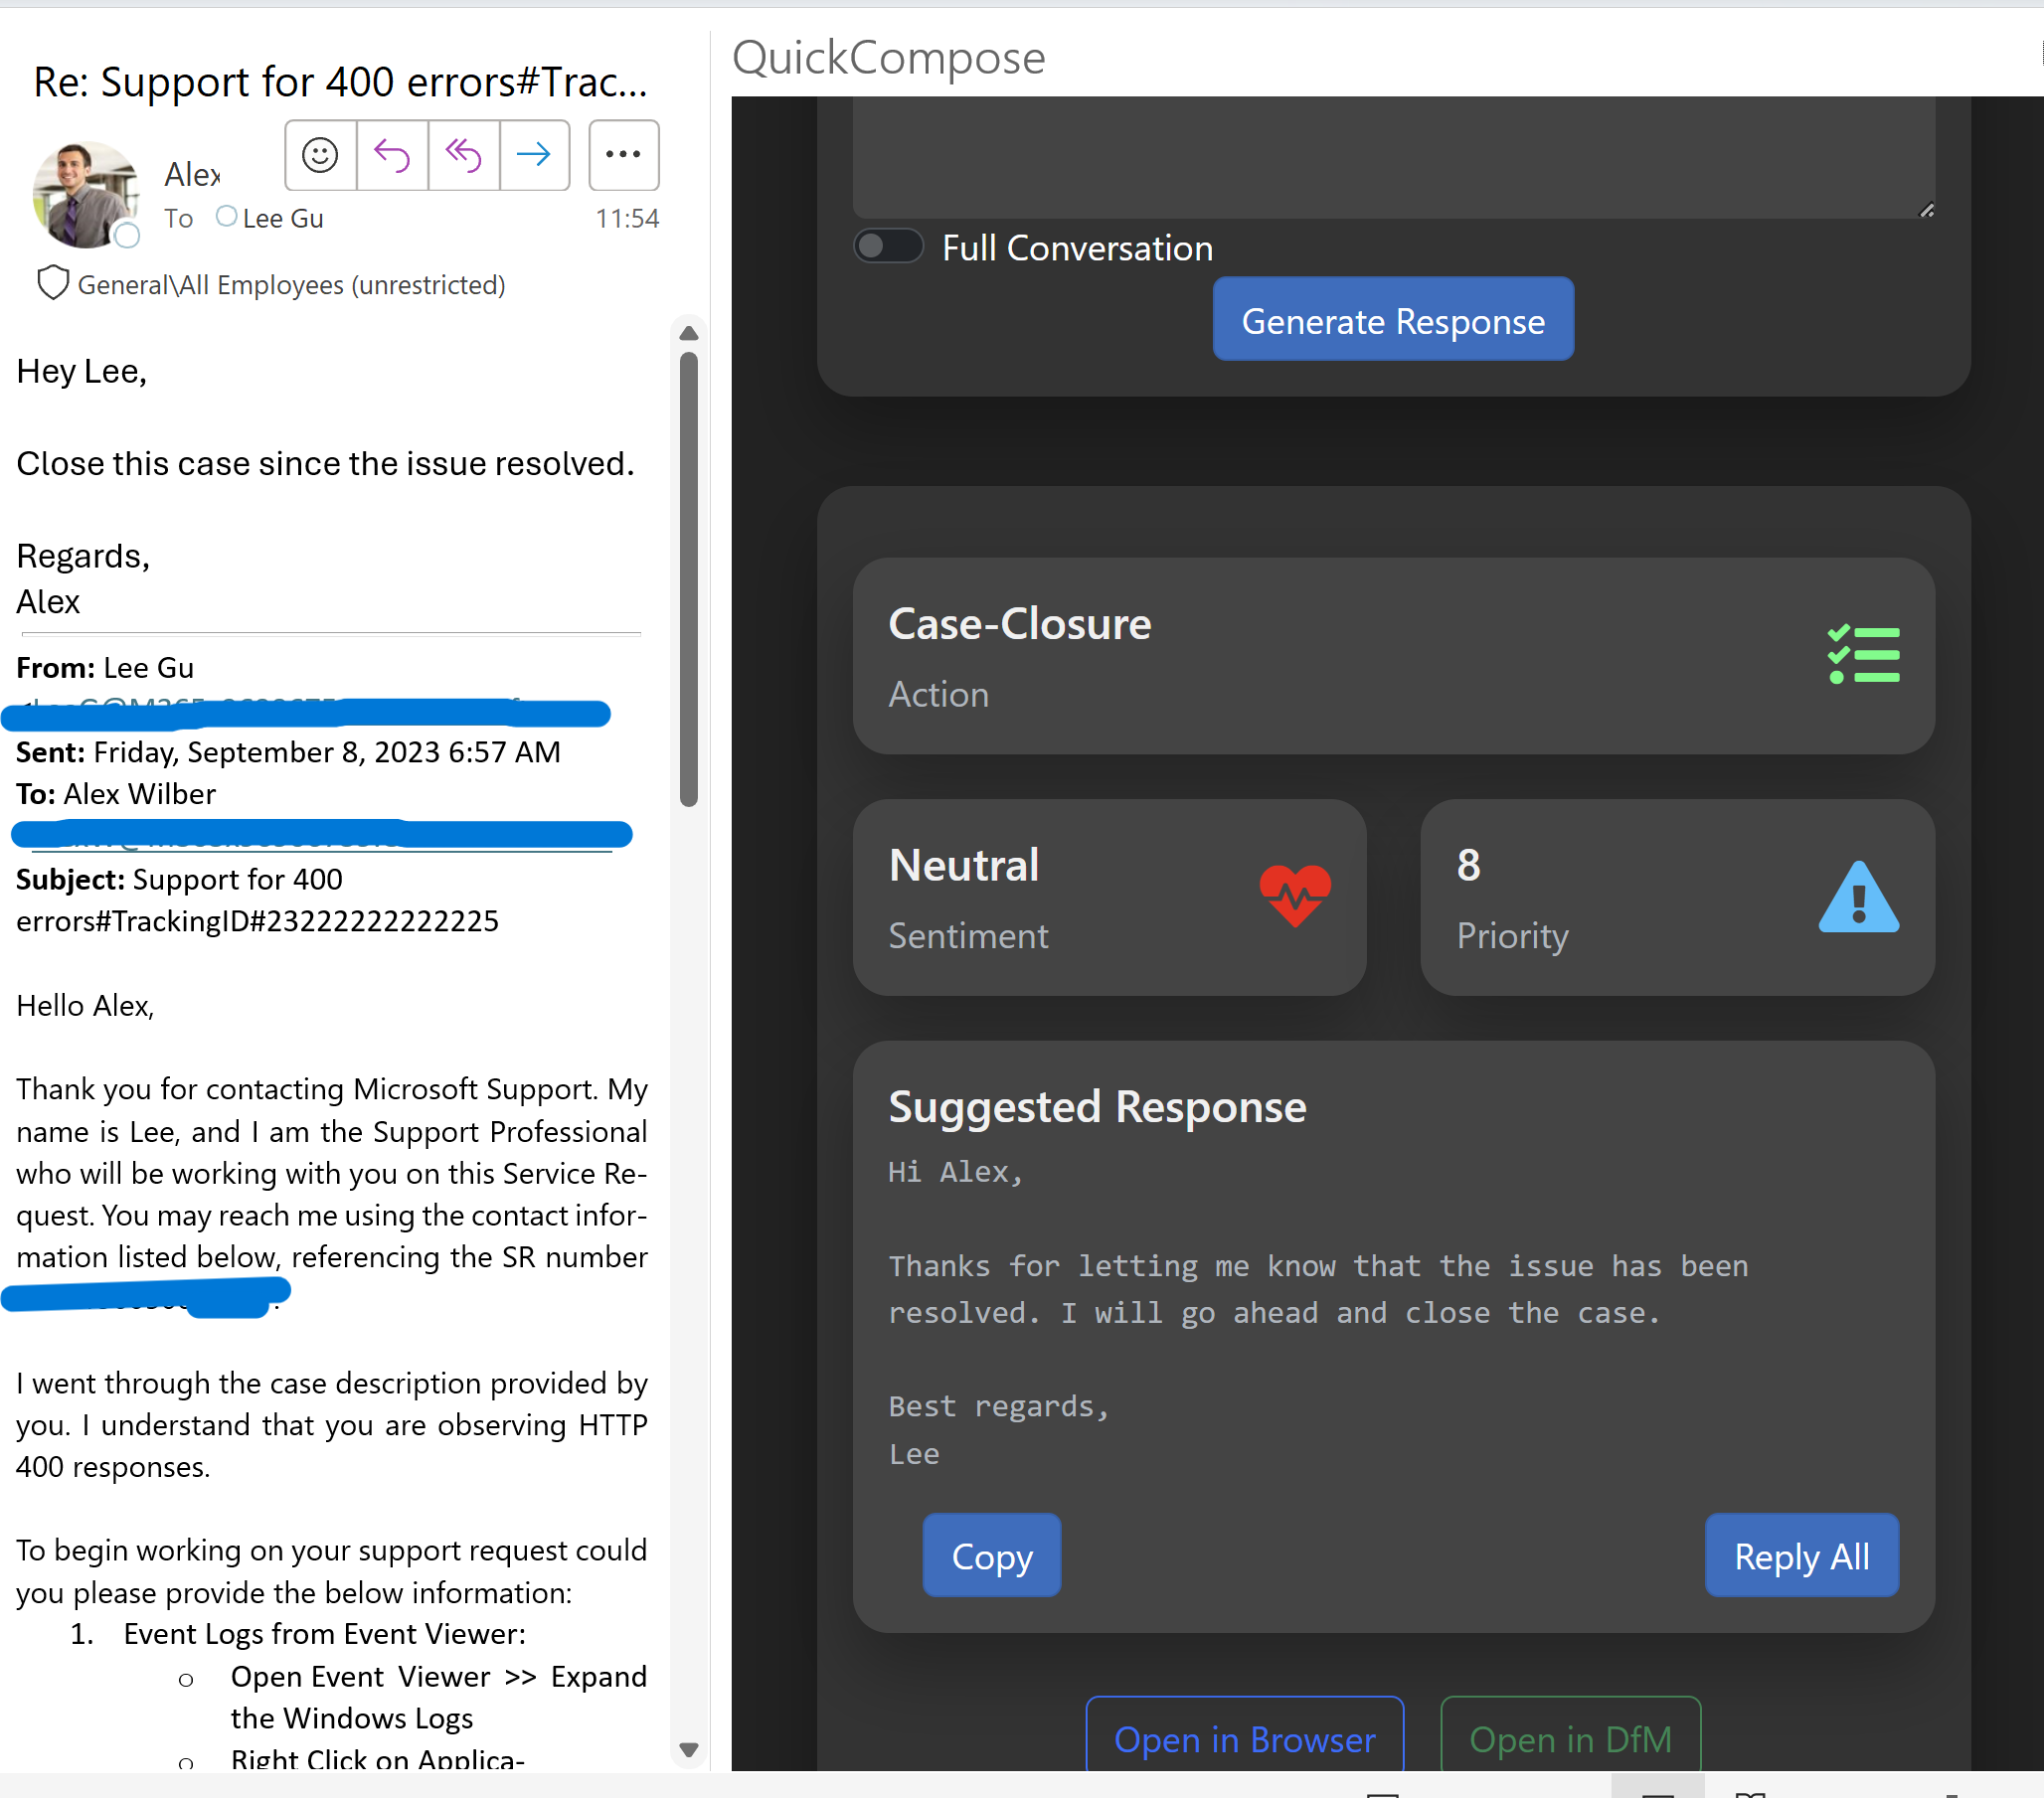 Re: Support for 400 errors#Trac...
Alex
To Lee Gu
11:54
General\All Employees (unrestricted)
Hey Lee,
Close this case since the issue resolved.
Regards,
Alex
From: Lee Gu
Sent: Friday, September 8, 2023 6:57 AM
To: Alex Wilber
Subject: Support for 400
errors#TrackingID#23222222222225
Hello Alex,
Thank you for contacting Microsoft Support. My
name is Lee, and I am the Support Professional
who will be working with you on this Service Re-
quest. You may reach me using the contact infor-
mation listed below, referencing the SR number
I went through the case description provided by
you. I understand that you are observing HTTP
400 responses.
To begin working on your support request could
you please provide the below information:
1. Event Logs from Event Viewer:
o Open Event Viewer >> Expand
the Windows Logs
o Right Click on Applica-
QuickCompose
Full Conversation
Generate Response
Case-Closure
Action
Neutral
Sentiment
8
Priority
Suggested Response
Hi Alex,
Thanks for letting me know that the issue has been
resolved. I will go ahead and close the case.
Best regards,
Lee
Copy
Reply All
Open in Browser
Open in DfM